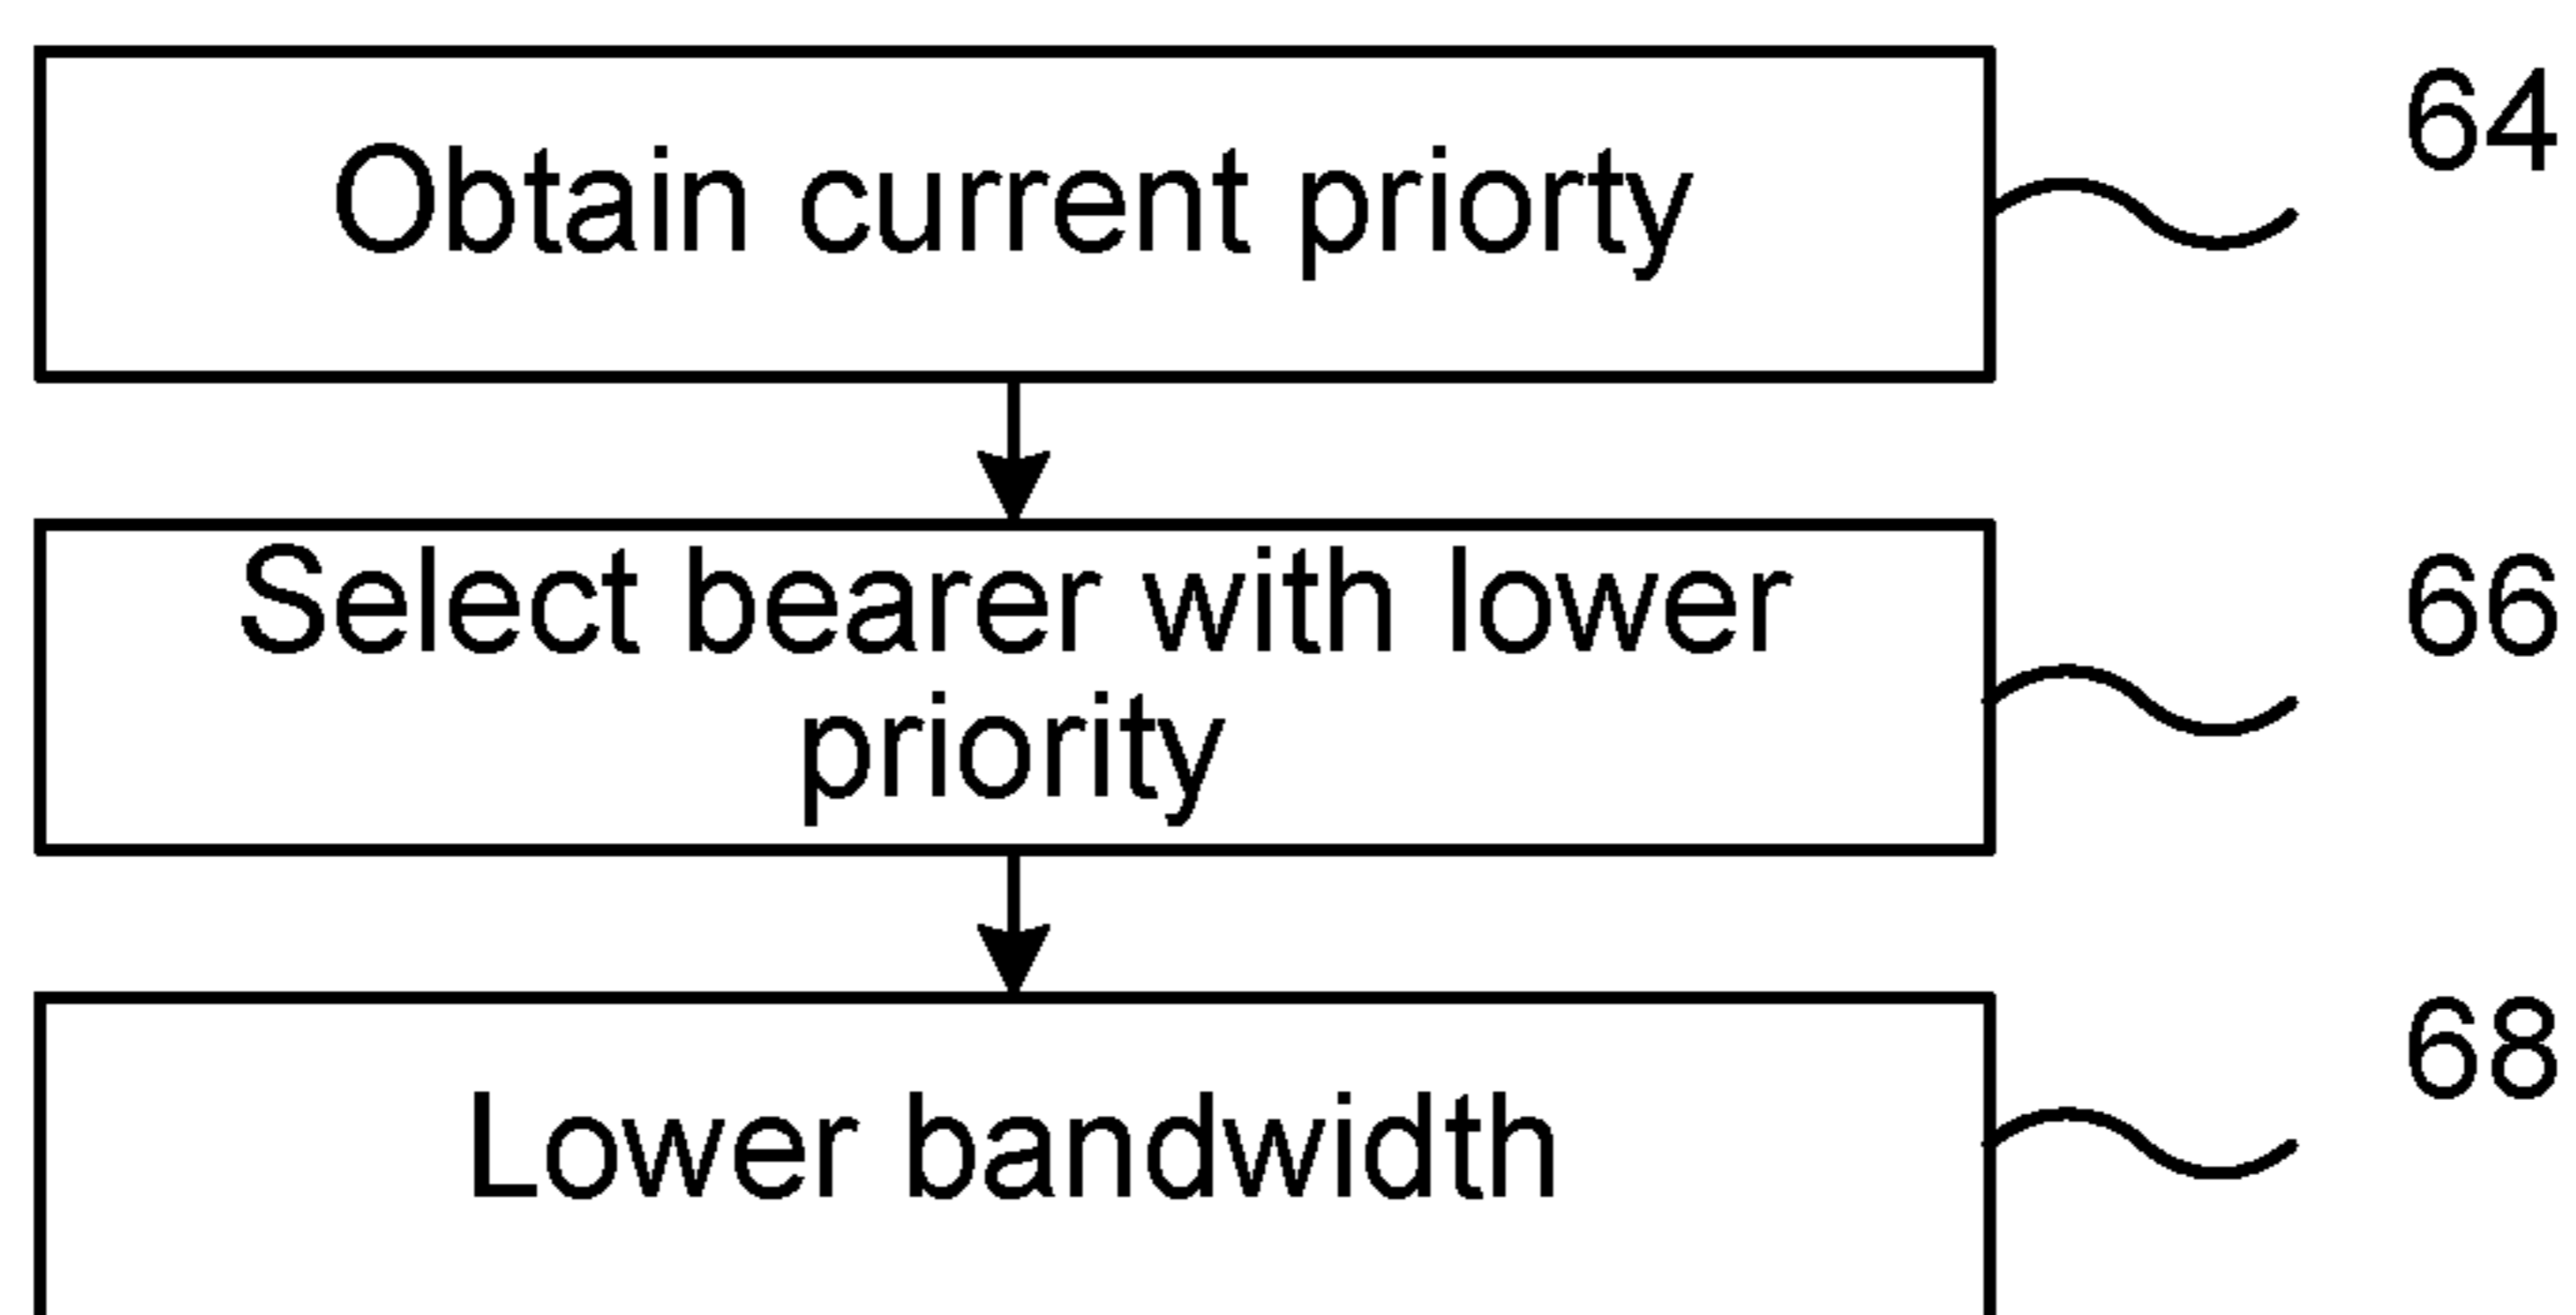 Obtain current priorty
64
Select bearer with lower
priority
66
Lower bandwidth
68